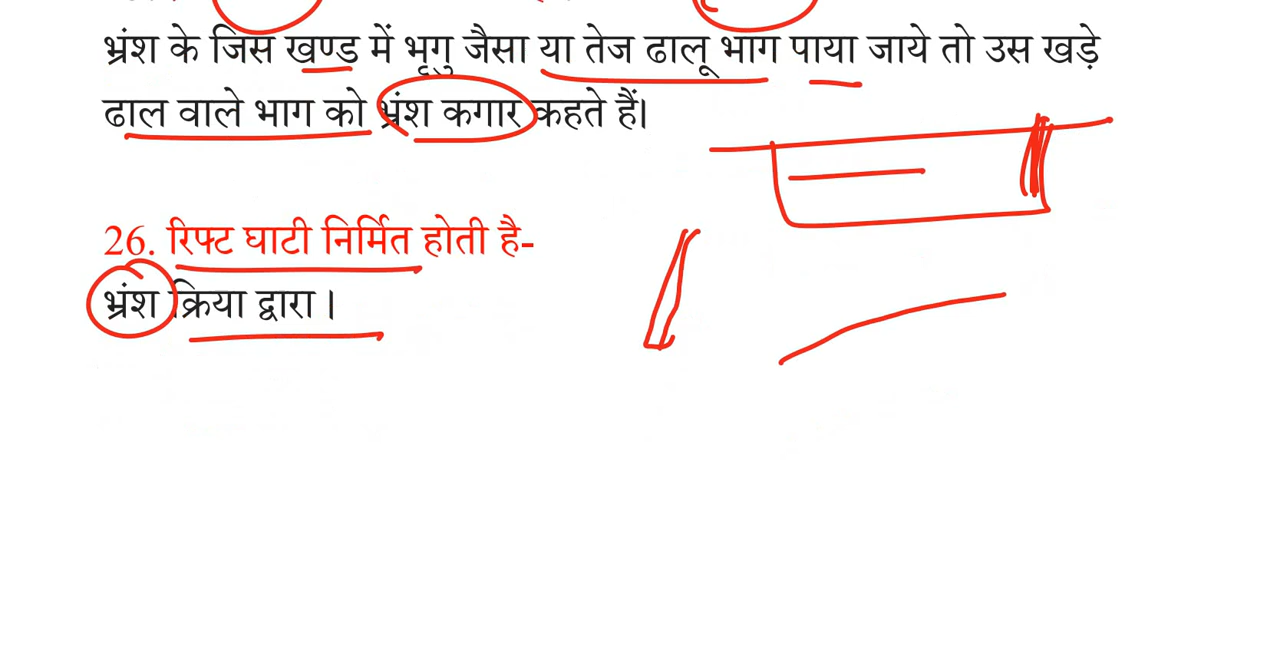 भ्रंश के जिस खण्ड में भृगु जैसा या तेज ढालू भाग पाया जाये तो उस खड़े
ढाल वाले भाग को भ्रंश कगार कहते हैं।
26. रिफ्ट घाटी निर्मित होती है-
भ्रंश क्रिया द्वारा ।